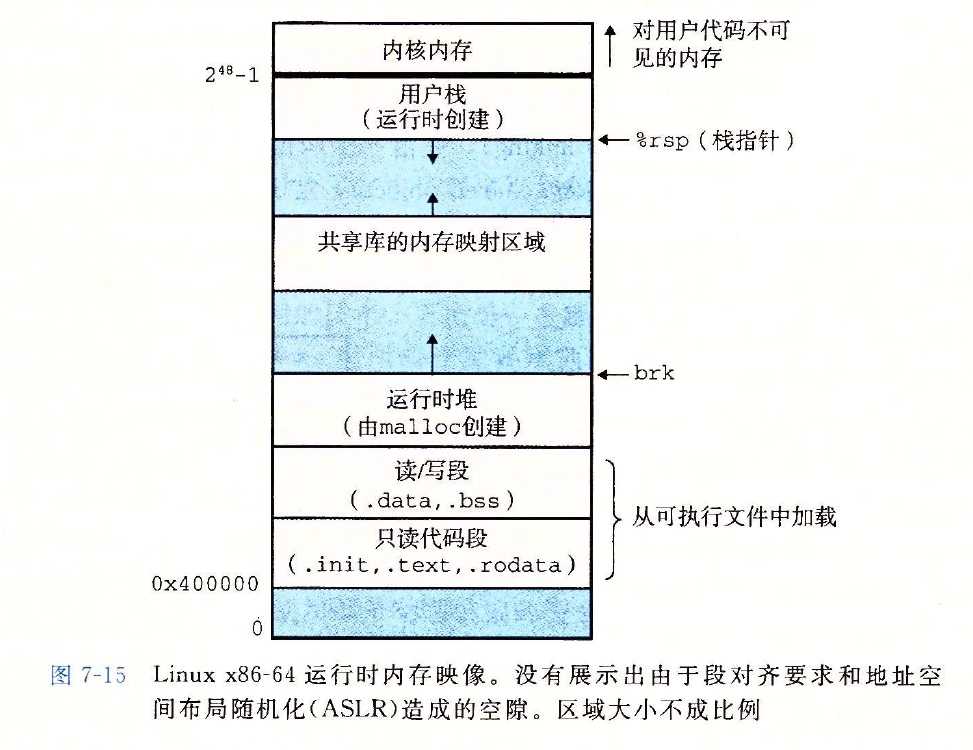 内核内存
对用户代码不可
见的内存
2⁴⁸-1
用户栈
(运行时创建)
%rsp(栈指针)
共享库的内存映射区域
brk
运行时堆
(由malloc创建)
读/写段
(.data,.bss)
从可执行文件中加载
只读代码段
(.init,.text,.rodata)
0x400000
0
图 7-15 Linux x86-64 运行时内存映像。没有展示出由于段对齐要求和地址空
间布局随机化(ASLR)造成的空隙。区域大小不成比例